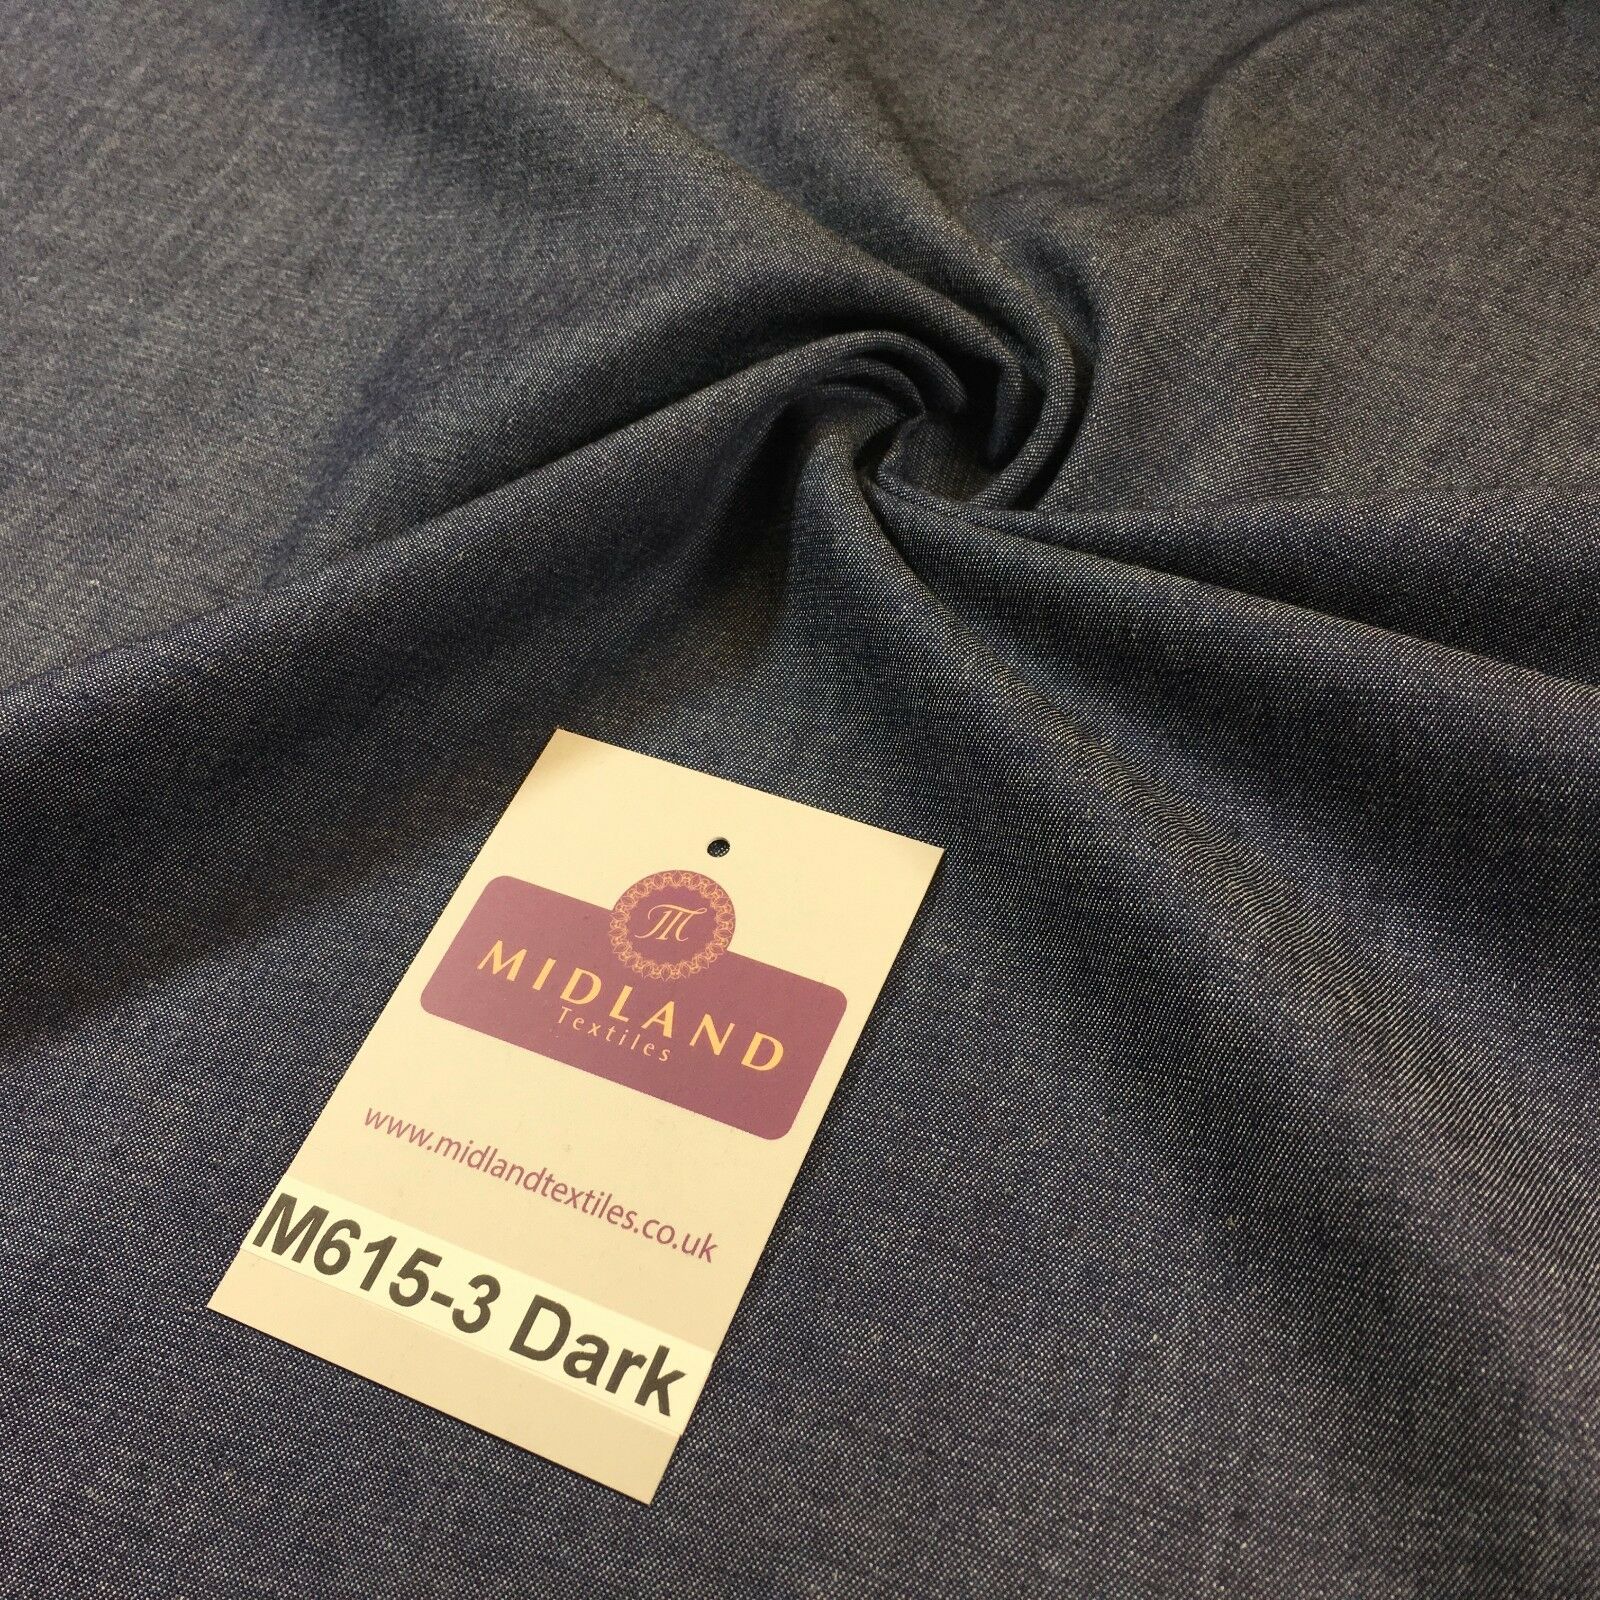 M
MIDLAND
Textiles
www.midlandtextiles.co.uk
M615-3 Dark